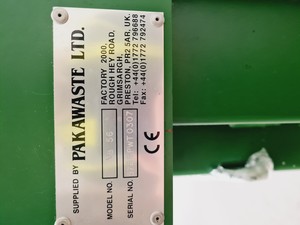 SUPPLIED BY PAKAWASTE LTD.
FACTORY 2000,
ROUGH HEY ROAD,
GRIMSARGH,
PRESTON, PR2 5AR, UK.
Tel: +44(0)1772 796688
Fax: +44(0)1772 792474
MODEL NO.
SERIAL NO.
CE